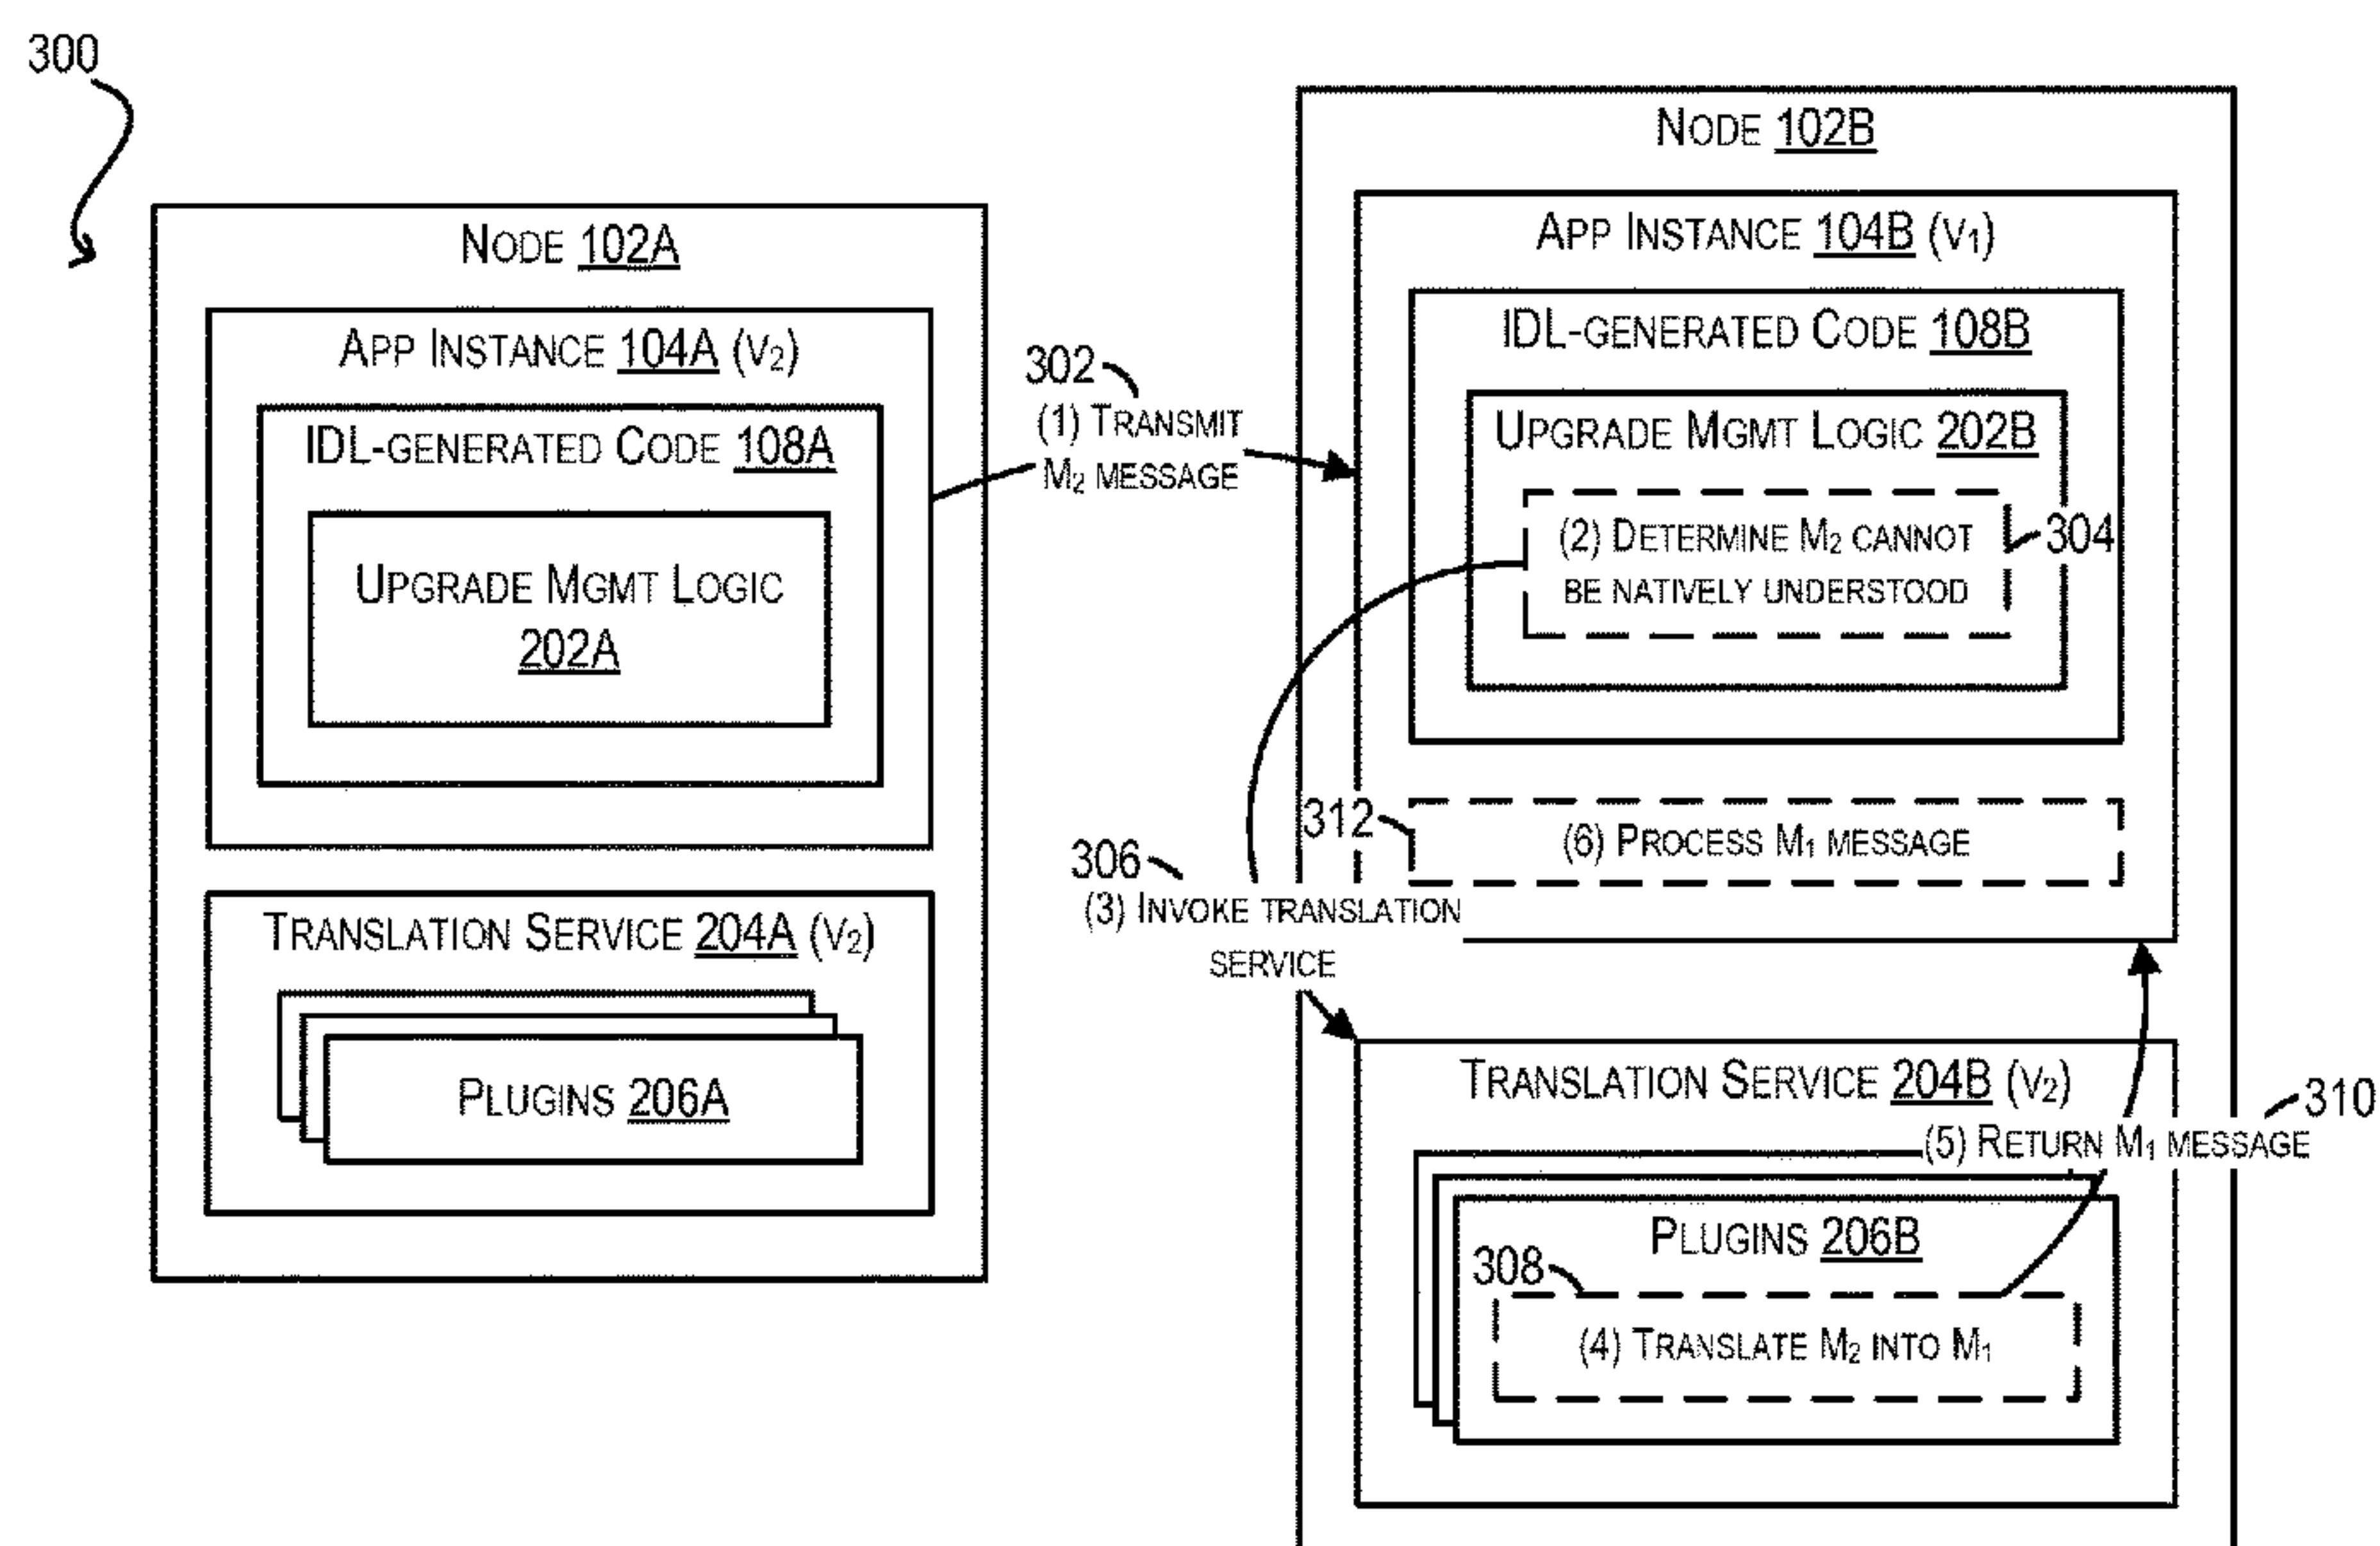 300
NODE 102A
APP INSTANCE 104A (V₂)
IDL-GENERATED CODE 108A
UPGRADE MGMT LOGIC
202A
TRANSLATION SERVICE 204A (V₂)
PLUGINS 206A
302
(1) TRANSMIT
M₂ MESSAGE
NODE 102B
APP INSTANCE 104B (V₁)
IDL-GENERATED CODE 108B
UPGRADE MGMT LOGIC 202B
(2) DETERMINE M₂ CANNOT
BE NATIVELY UNDERSTOOD
304
312
(6) PROCESS M₁ MESSAGE
306
(3) INVOKE TRANSLATION
SERVICE
TRANSLATION SERVICE 204B (V₂)
310
(5) RETURN M₁ MESSAGE
PLUGINS 206B
308
(4) TRANSLATE M₂ INTO M₁